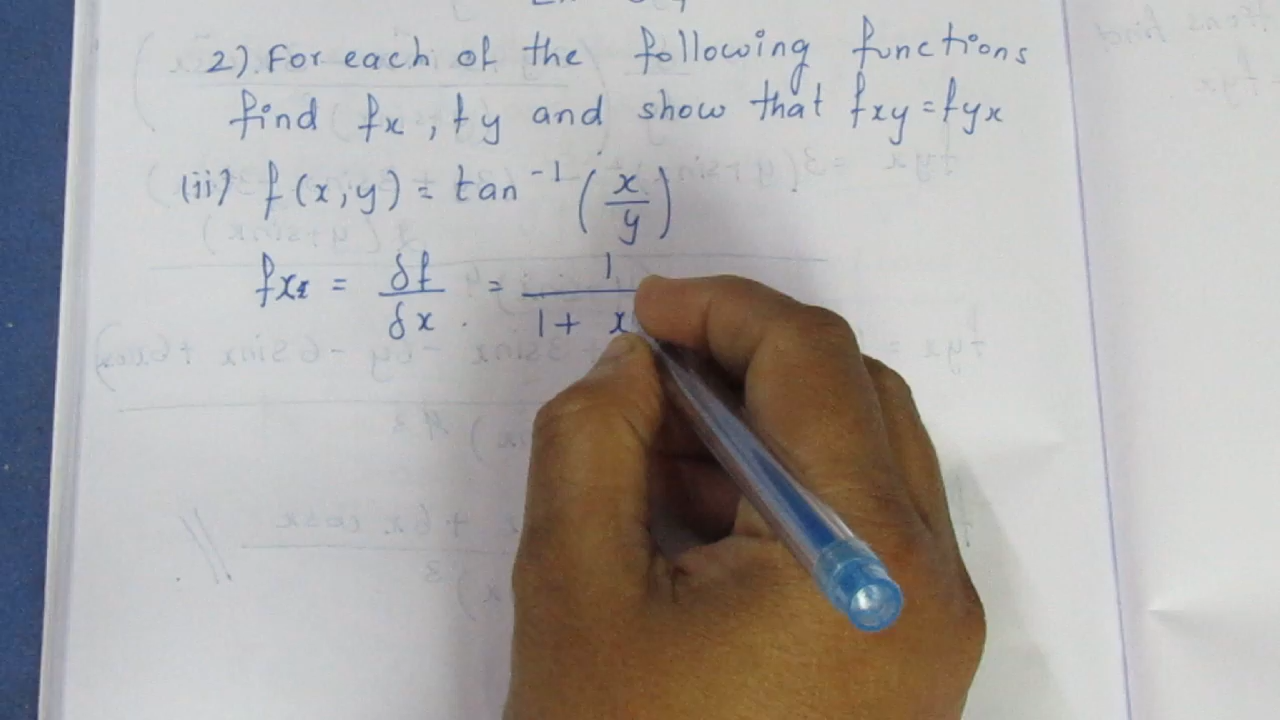 2). For each of the following functions
find fx, fy and show that fxy = fyx
(ii) f(x,y) = tan⁻¹ (x/y)
fx = δf/δx = 1/1 + x